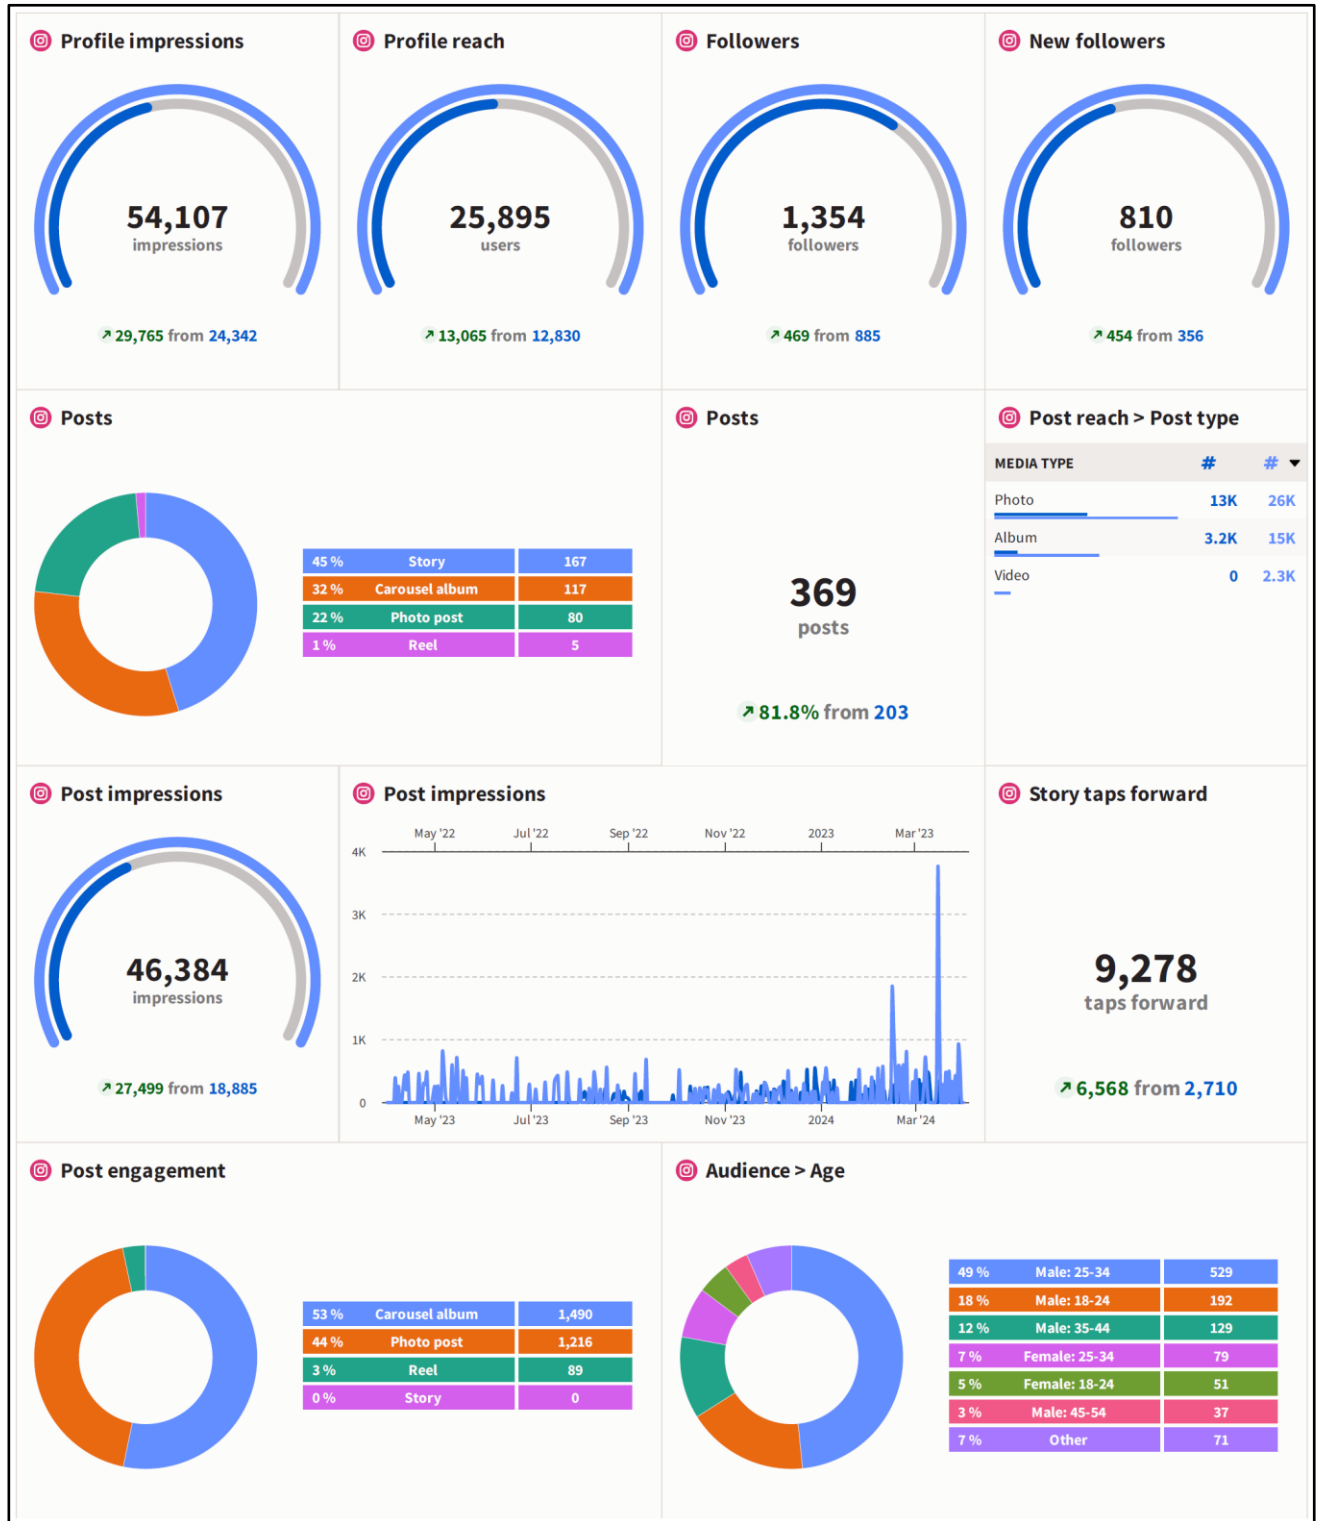 Profile impressions
54,107
impressions
29,765 from 24,342
Profile reach
25,895
users
13,065 from 12,830
Followers
1,354
followers
469 from 885
New followers
810
followers
454 from 356
Posts
45 % Story 167
32 % Carousel album 117
22 % Photo post 80
1 % Reel 5
Posts
369
posts
81.8% from 203
Post reach > Post type
MEDIA TYPE # #
Photo 13K 26K
Album 3.2K 15K
Video 0 2.3K
Post impressions
46,384
impressions
27,499 from 18,885
Post impressions
May '22 Jul '22 Sep '22 Nov '22 2023 Mar '23
4K
3K
2K
1K
0
May '23 Jul '23 Sep '23 Nov '23 2024 Mar '24
Story taps forward
9,278
taps forward
6,568 from 2,710
Post engagement
53 % Carousel album 1,490
44 % Photo post 1,216
3 % Reel 89
0 % Story 0
Audience > Age
49 % Male: 25-34 529
18 % Male: 18-24 192
12 % Male: 35-44 129
7 % Female: 25-34 79
5 % Female: 18-24 51
3 % Male: 45-54 37
7 % Other 71